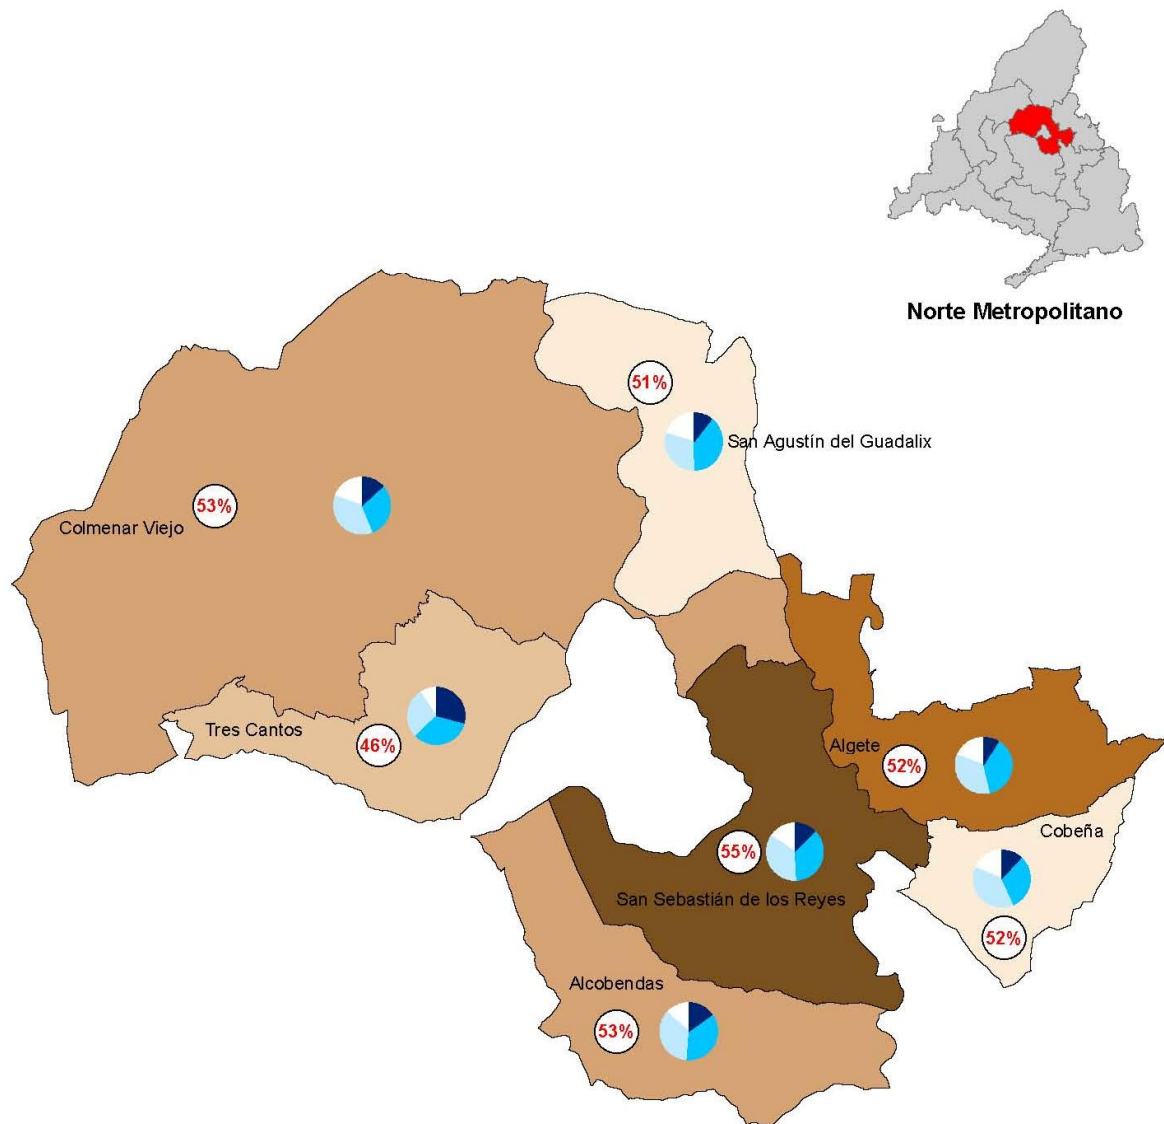 Norte Metropolitano
51%
San Agustín del Guadalix
53%
Colmenar Viejo
Tres Cantos
46%
Algete
52%
Cobeña
55%
San Sebastián de los Reyes
52%
Alcobendas
53%